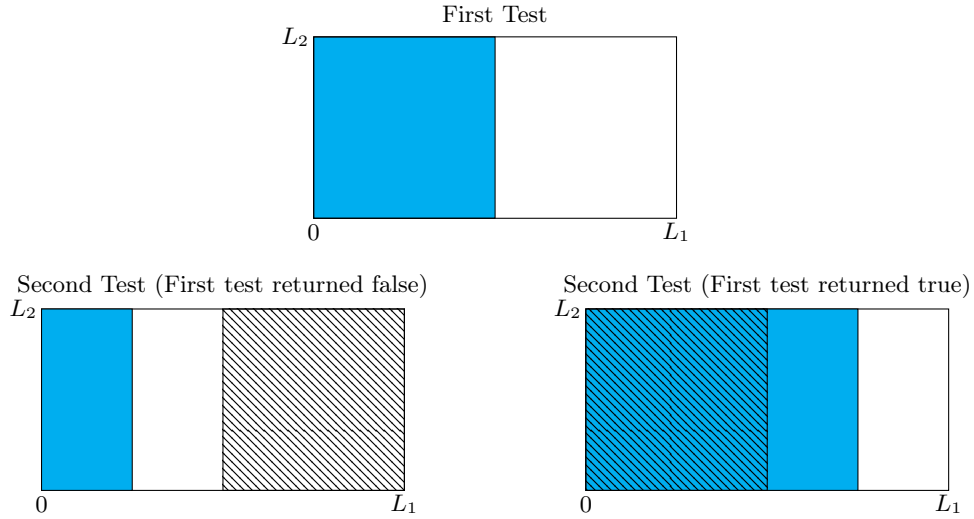 First Test
L₂
0 L₁
Second Test (First test returned false) Second Test (First test returned true)
L₂ L₂
0 L₁ 0 L₁